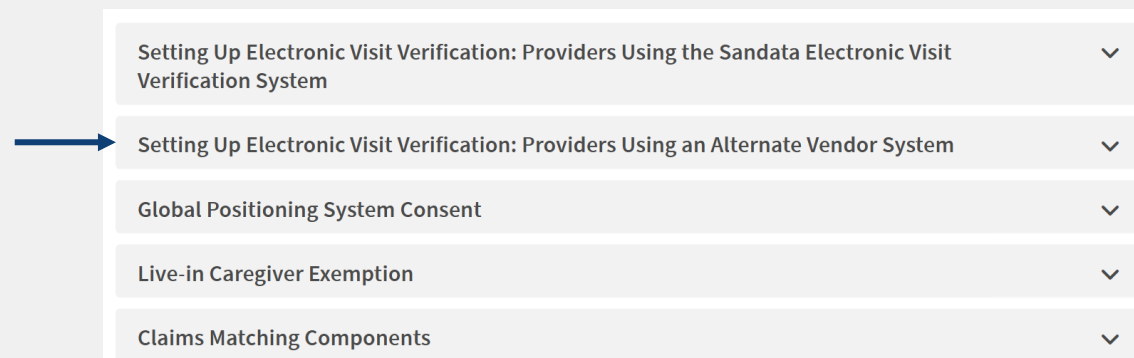 Setting Up Electronic Visit Verification: Providers Using the Sandata Electronic Visit
Verification System
Setting Up Electronic Visit Verification: Providers Using an Alternate Vendor System
Global Positioning System Consent
Live-in Caregiver Exemption
Claims Matching Components